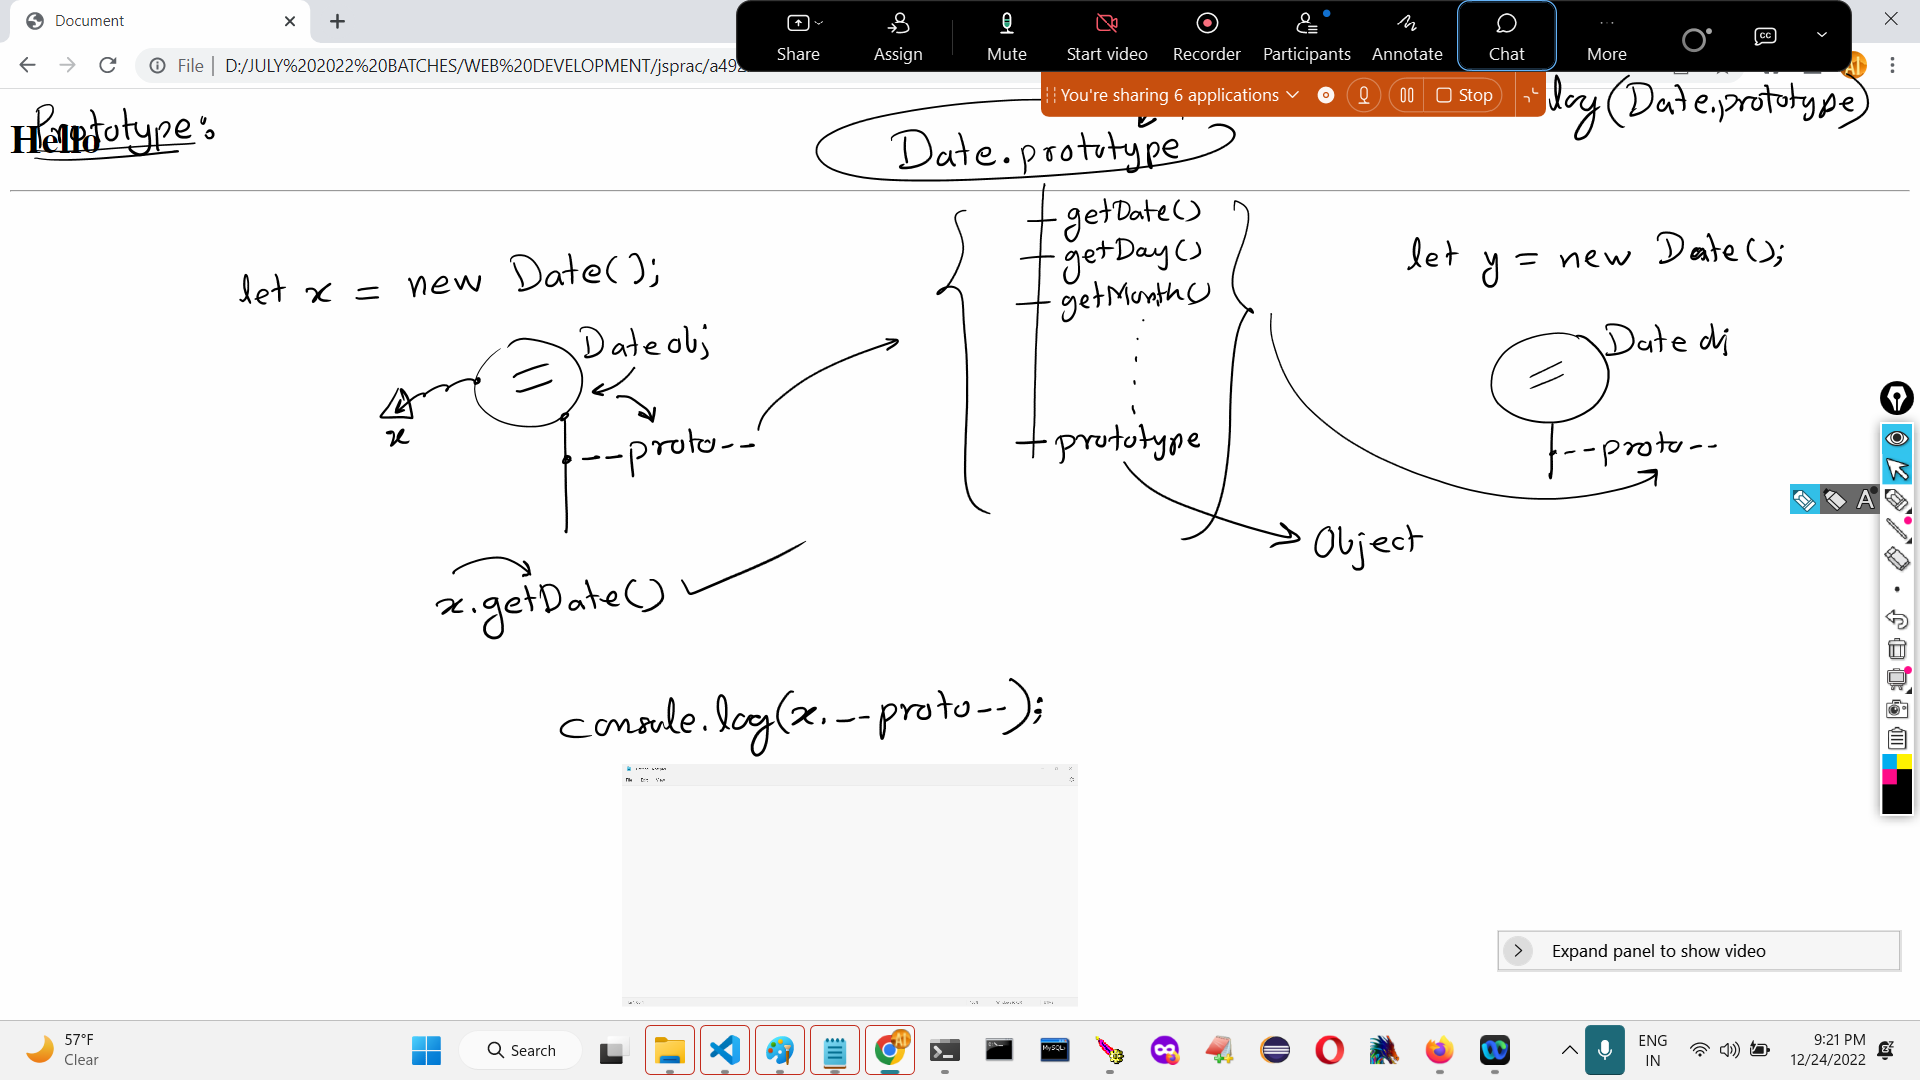 Document
Share
Assign
Mute
Start video
Recorder
Participants
Annotate
Chat
More
File | D:/JULY%202022%20BATCHES/WEB%20DEVELOPMENT/jsprac/a49
You're sharing 6 applications
Stop
log(Date.prototype)
Prototype:
Hello
Date.prototype
getDate()
getDay()
getMonth()
prototype
Object
let x = new Date();
Date obj
x
--proto--
x.getDate()
let y = new Date();
Date obj
--proto--
console.log(x.--proto--);
Expand panel to show video
57°F
Clear
Search
ENG
IN
9:21 PM
12/24/2022